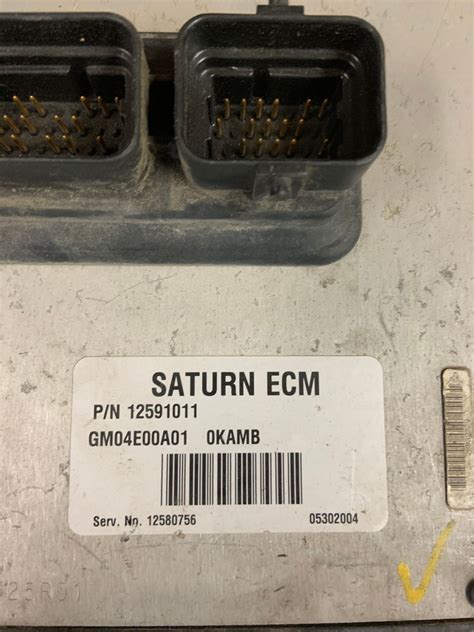 SATURN ECM
P/N 12591011
GM04E00A01 0KAMB
Serv. No. 12580756 05302004